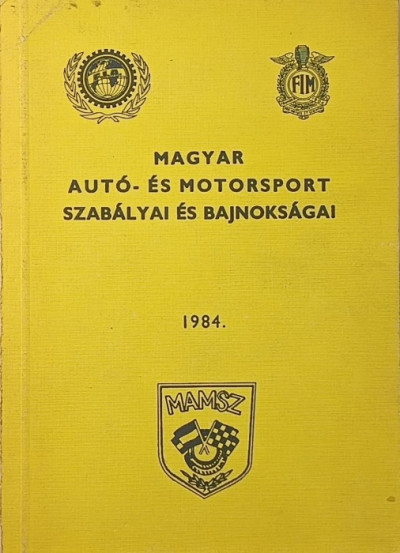 FIM
MAGYAR
AUTÓ- ÉS MOTORSPORT
SZABÁLYAI ÉS BAJNOKSÁGAI
1984.
MAMSZ